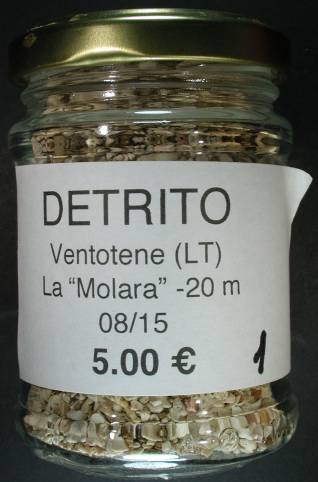 DETRITO
Ventotene (LT)
La “Molara” -20 m
08/15
5.00 €
1